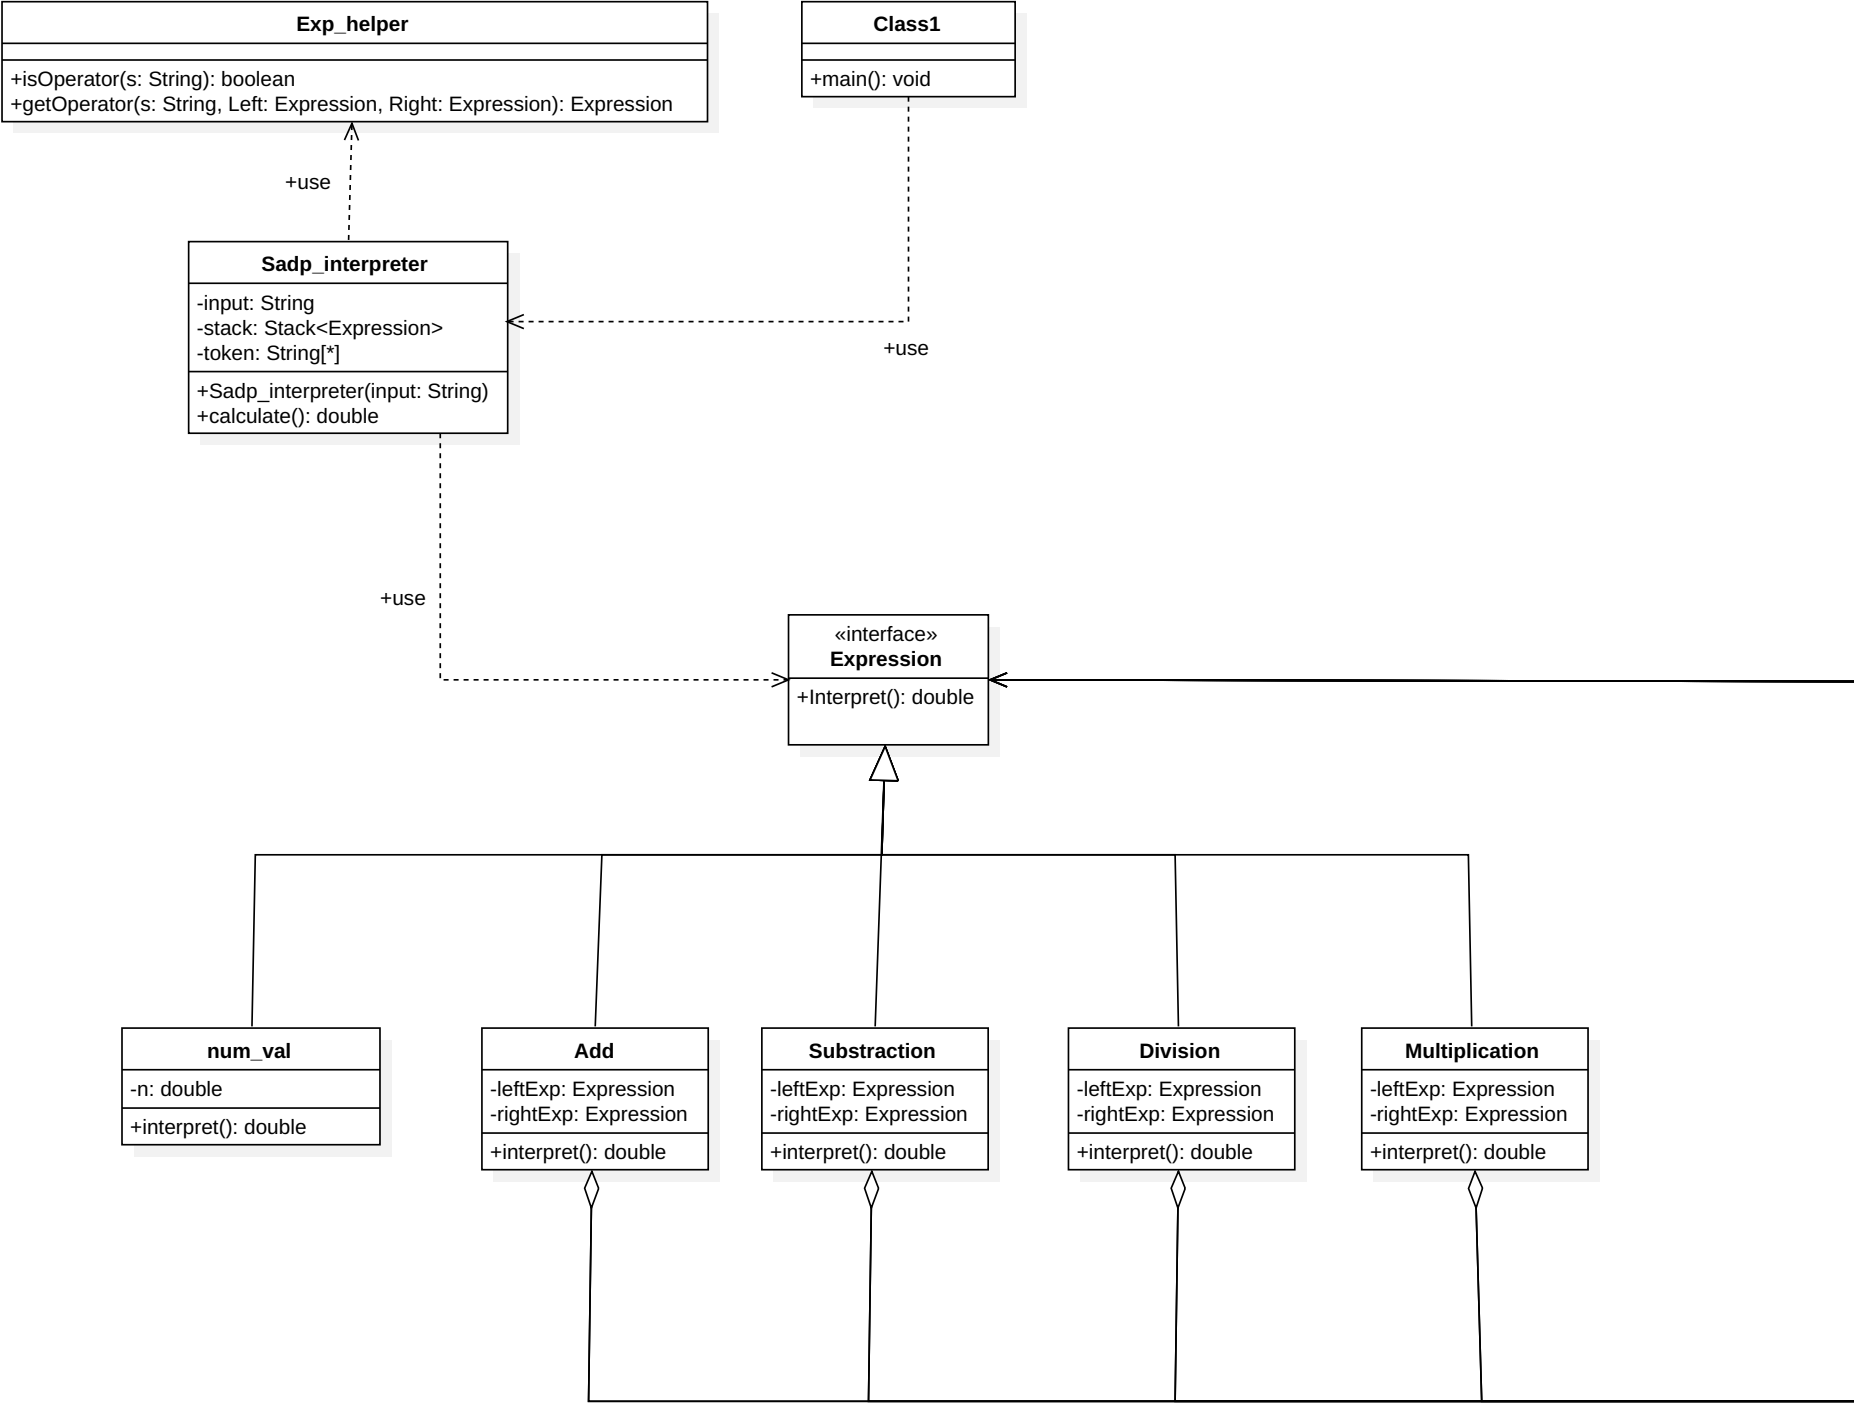 Exp_helper
+isOperator(s: String): boolean
+getOperator(s: String, Left: Expression, Right: Expression): Expression
Class1
+main(): void
+use
Sadp_interpreter
-input: String
-stack: Stack<Expression>
-token: String[*]
+Sadp_interpreter(input: String)
+calculate(): double
+use
+use
«interface»
Expression
+Interpret(): double
num_val
-n: double
+interpret(): double
Add
-leftExp: Expression
-rightExp: Expression
+interpret(): double
Substraction
-leftExp: Expression
-rightExp: Expression
+interpret(): double
Division
-leftExp: Expression
-rightExp: Expression
+interpret(): double
Multiplication
-leftExp: Expression
-rightExp: Expression
+interpret(): double